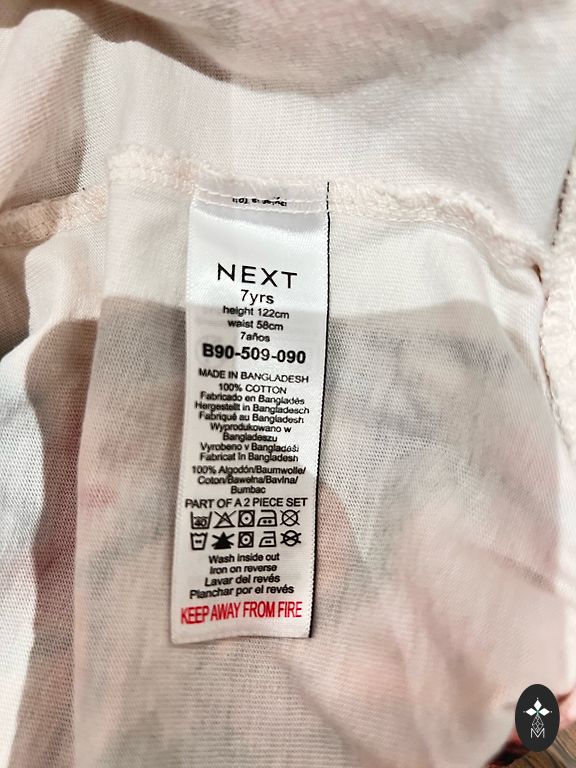 NEXT
7yrs
height 122cm
waist 58cm
7años
B90-509-090
MADE IN BANGLADESH
100% COTTON
Fabricado en Bangladés
Hergestellt in Bangladesch
Fabriqué au Bangladesh
Wyprodukowano w
Bangladeszu
Vyrobeno v Bangladéši
Fabricat în Bangladesh
100% Algodón/Baumwolle/
Coton/Bawełna/Bavlna/
Bumbac
PART OF A 2 PIECE SET
40
Wash inside out
Iron on reverse
Lavar del revés
Planchar por el revés
KEEP AWAY FROM FIRE